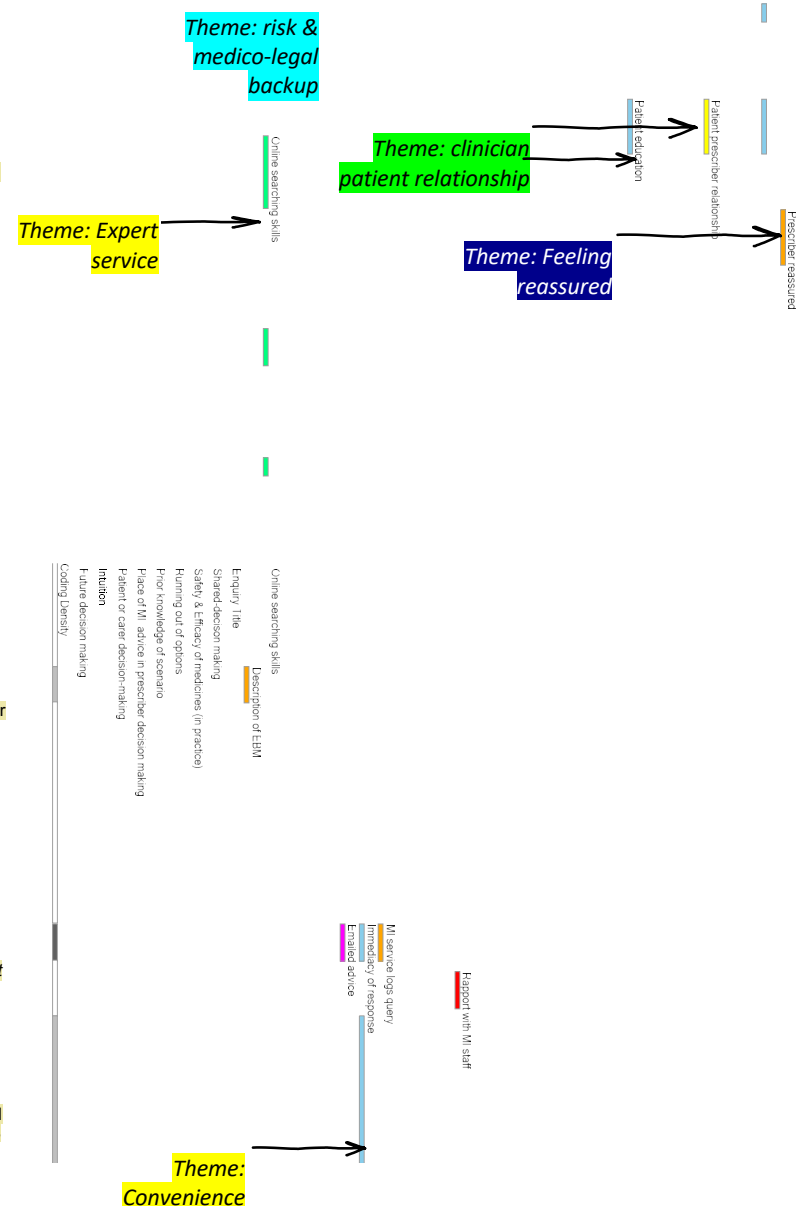 Theme: risk &
medico-legal
backup
Online searching skills
Theme: Expert
service
Theme: clinician
patient relationship
Patient education
Patient prescriber relationship
Theme: Feeling
reassured
Prescriber reassured
Online searching skills
Description of EBM
Enquiry Title
Shared-decison making
Safety & Efficacy of medicines (in practice)
Running out of options
Prior knowledge of scenario
Place of MI advice in prescriber decision making
Patient or carer decision-making
Intuition
Future decision making
Coding Density
r
t
MI service logs query
Immediacy of response
Emailed advice
Rapport with MI staff
Theme:
Convenience